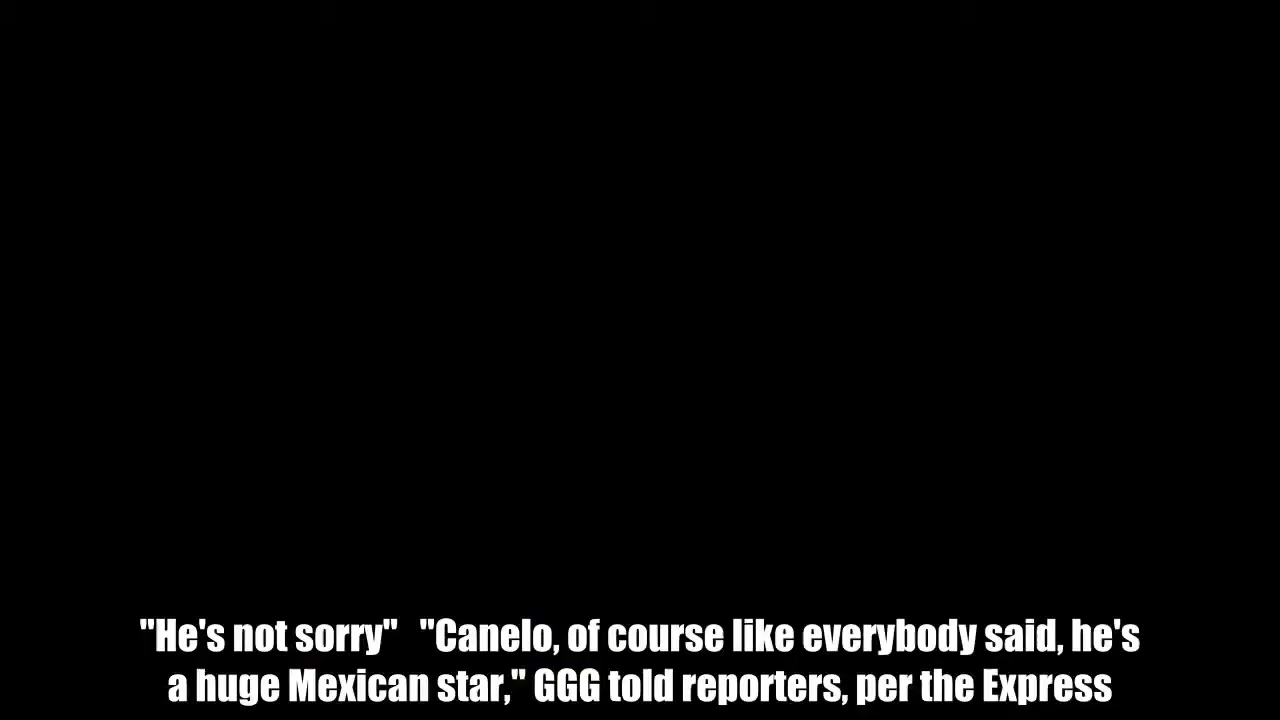 "He's not sorry"   "Canelo, of course like everybody said, he's
a huge Mexican star," GGG told reporters, per the Express